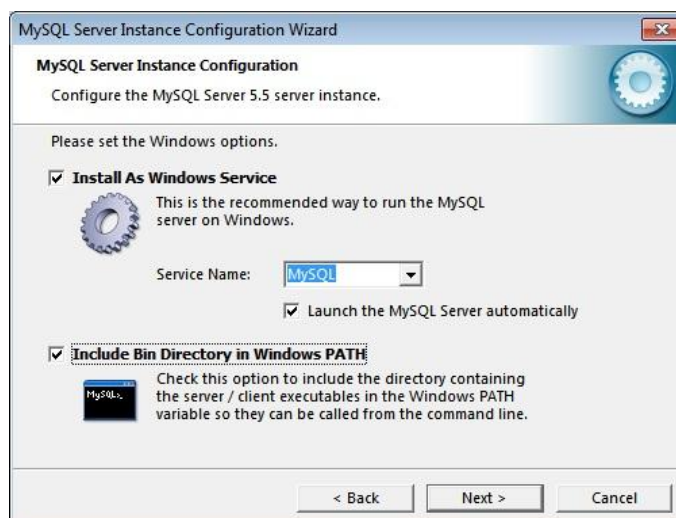 MySQL Server Instance Configuration Wizard
MySQL Server Instance Configuration
Configure the MySQL Server 5.5 server instance.
Please set the Windows options.
Install As Windows Service
This is the recommended way to run the MySQL
server on Windows.
Service Name: MySQL
Launch the MySQL Server automatically
Include Bin Directory in Windows PATH
MySQL>_
Check this option to include the directory containing
the server / client executables in the Windows PATH
variable so they can be called from the command line.
< Back Next > Cancel